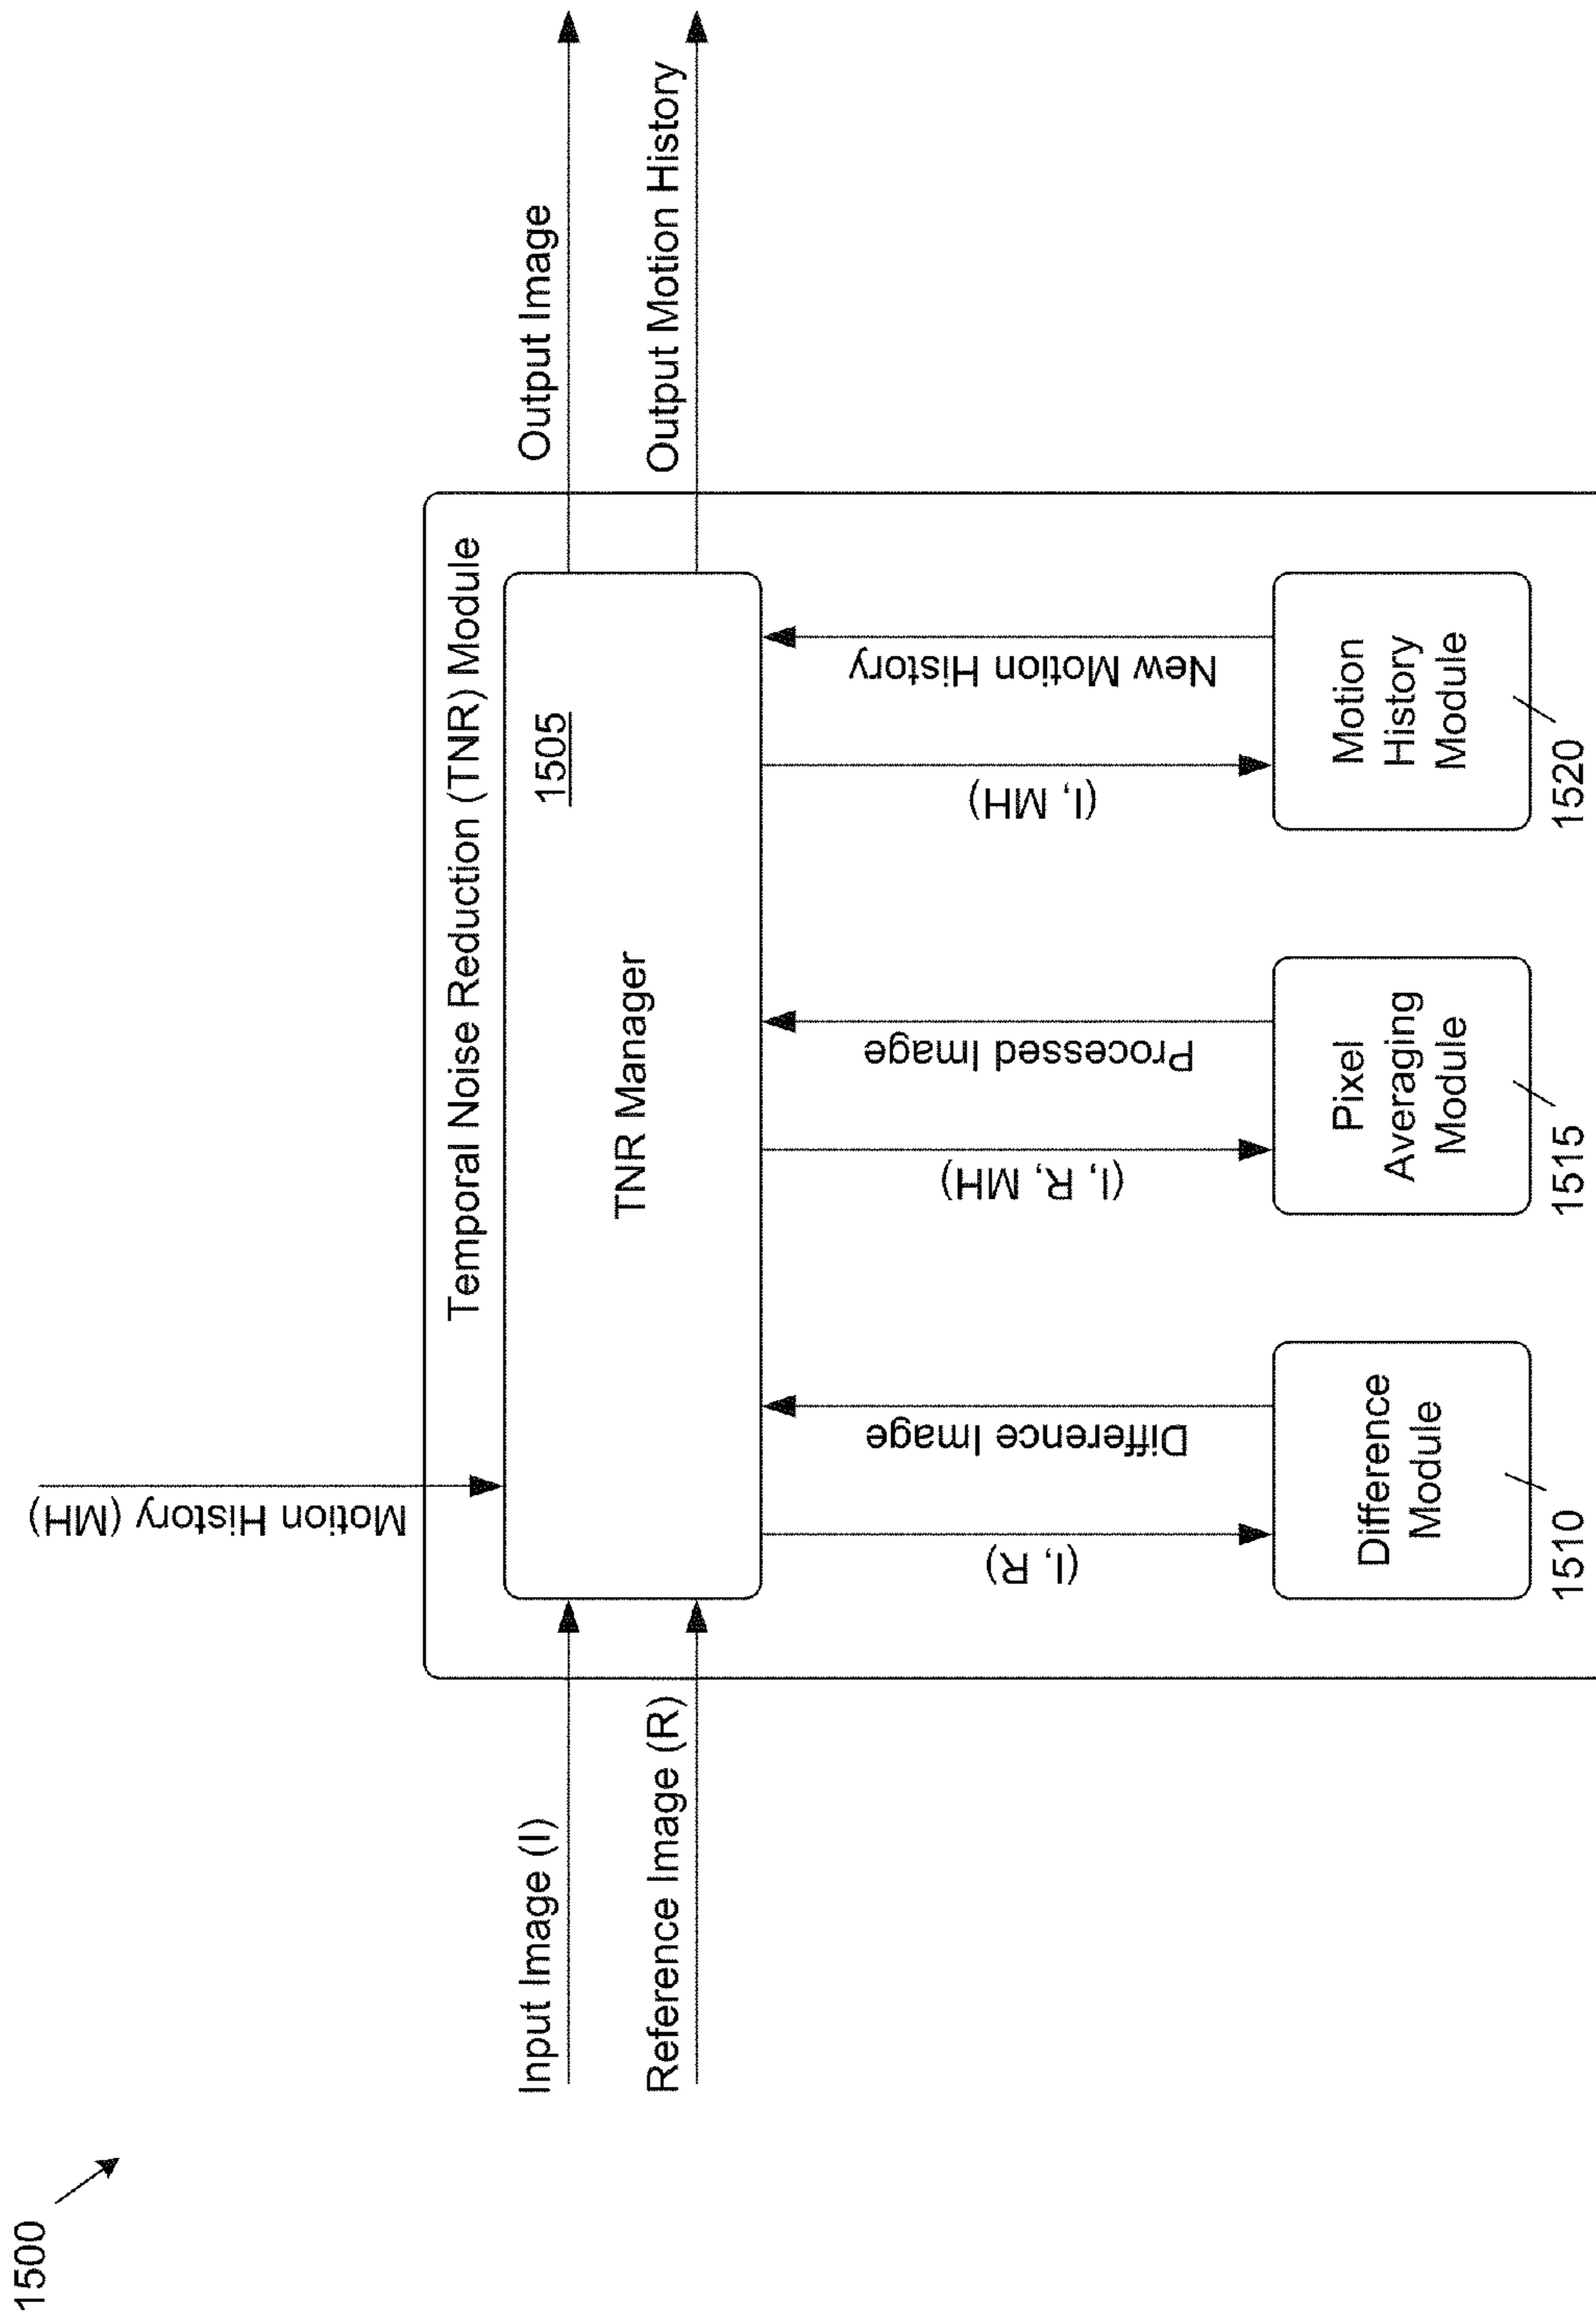 1500
Motion History (MH)
Input Image (I)
Reference Image (R)
Temporal Noise Reduction (TNR) Module
TNR Manager
1505
Output Image
Output Motion History
(I, R)
Difference Image
(I, R, MH)
Processed Image
(I, MH)
New Motion History
Difference
Module
1510
Pixel
Averaging
Module
1515
Motion
History
Module
1520